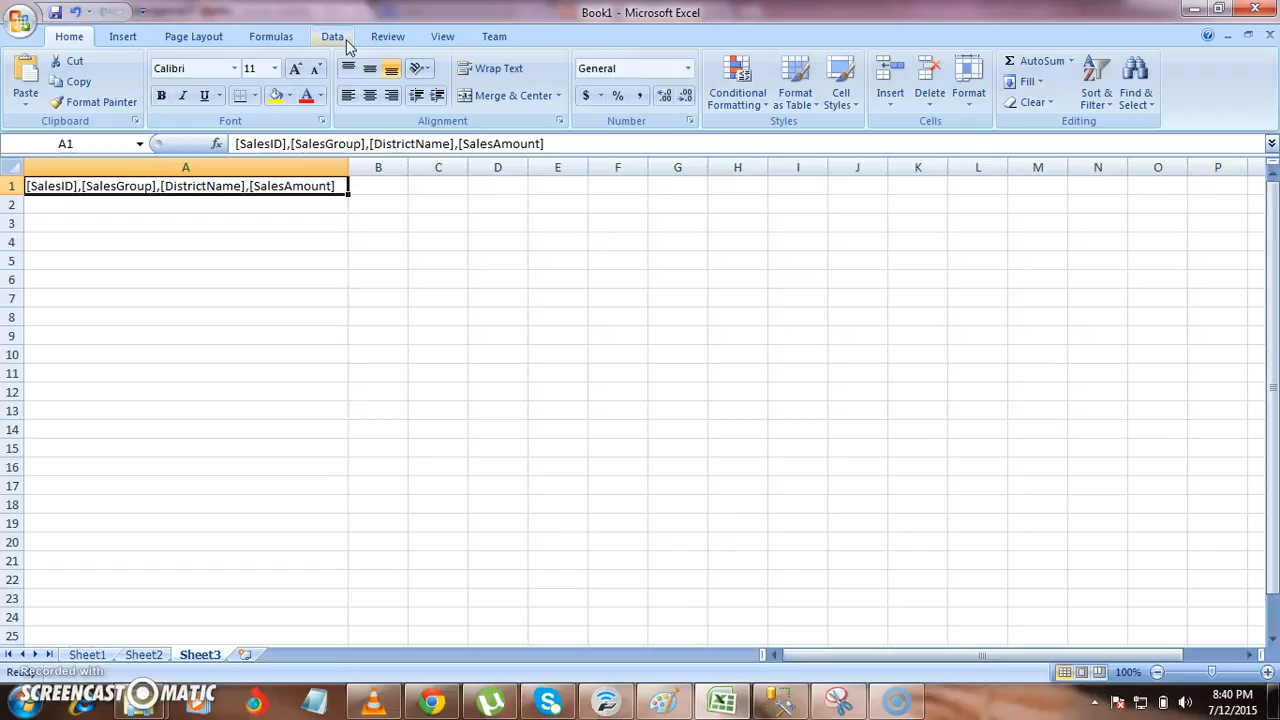 Book1 - Microsoft Excel
Home Insert Page Layout Formulas Data Review View Team
Paste
Cut
Copy
Format Painter
Clipboard
Calibri 11
B I U A
Font
Wrap Text
Merge & Center
Alignment
General
$ % ,
Number
Conditional Formatting
Format as Table
Cell Styles
Styles
Insert
Delete
Format
Cells
Σ AutoSum
Fill
Clear
Sort & Filter
Find & Select
Editing
A1 fx [SalesID],[SalesGroup],[DistrictName],[SalesAmount]
A B C D E F G H I J K L M N O P
1 [SalesID],[SalesGroup],[DistrictName],[SalesAmount]
2
3
4
5
6
7
8
9
10
11
12
13
14
15
16
17
18
19
20
21
22
23
24
25
Sheet1 Sheet2 Sheet3
Recorded with
100%
SCREENCAST MATIC
8:40 PM
7/12/2015